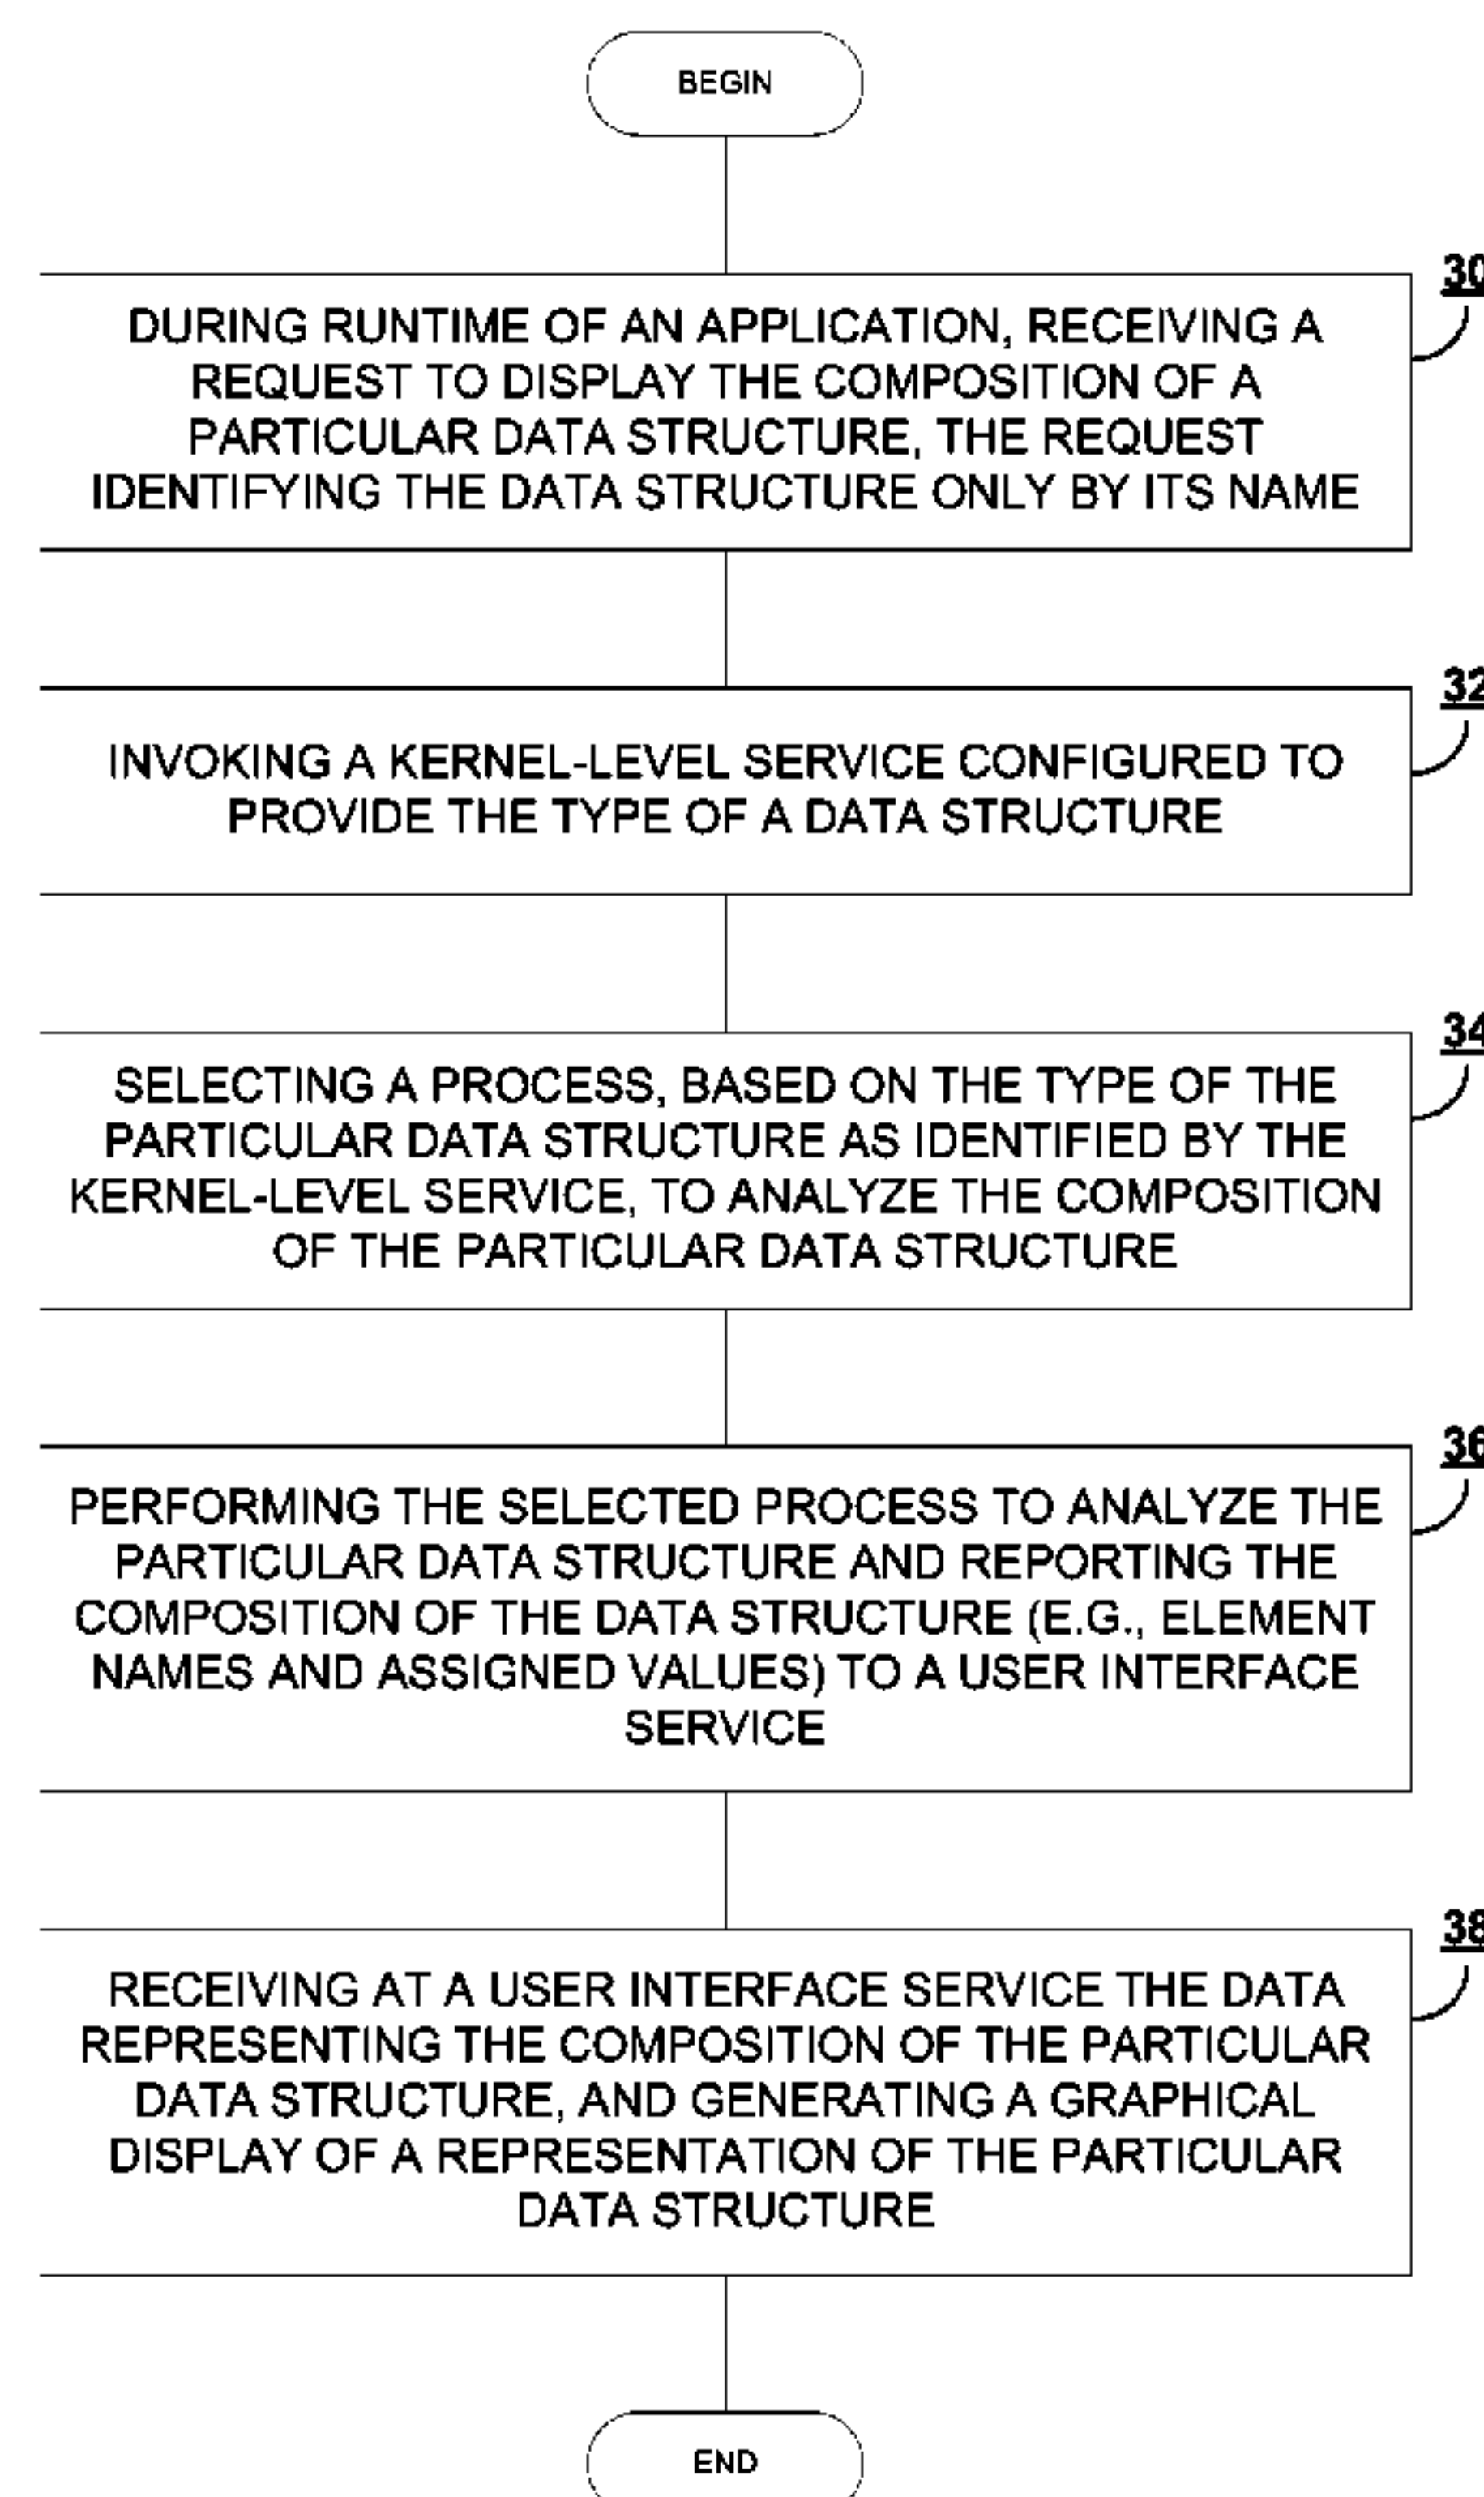 BEGIN
30
DURING RUNTIME OF AN APPLICATION, RECEIVING A
REQUEST TO DISPLAY THE COMPOSITION OF A
PARTICULAR DATA STRUCTURE, THE REQUEST
IDENTIFYING THE DATA STRUCTURE ONLY BY ITS NAME
32
INVOKING A KERNEL-LEVEL SERVICE CONFIGURED TO
PROVIDE THE TYPE OF A DATA STRUCTURE
34
SELECTING A PROCESS, BASED ON THE TYPE OF THE
PARTICULAR DATA STRUCTURE AS IDENTIFIED BY THE
KERNEL-LEVEL SERVICE, TO ANALYZE THE COMPOSITION
OF THE PARTICULAR DATA STRUCTURE
36
PERFORMING THE SELECTED PROCESS TO ANALYZE THE
PARTICULAR DATA STRUCTURE AND REPORTING THE
COMPOSITION OF THE DATA STRUCTURE (E.G., ELEMENT
NAMES AND ASSIGNED VALUES) TO A USER INTERFACE
SERVICE
38
RECEIVING AT A USER INTERFACE SERVICE THE DATA
REPRESENTING THE COMPOSITION OF THE PARTICULAR
DATA STRUCTURE, AND GENERATING A GRAPHICAL
DISPLAY OF A REPRESENTATION OF THE PARTICULAR
DATA STRUCTURE
END